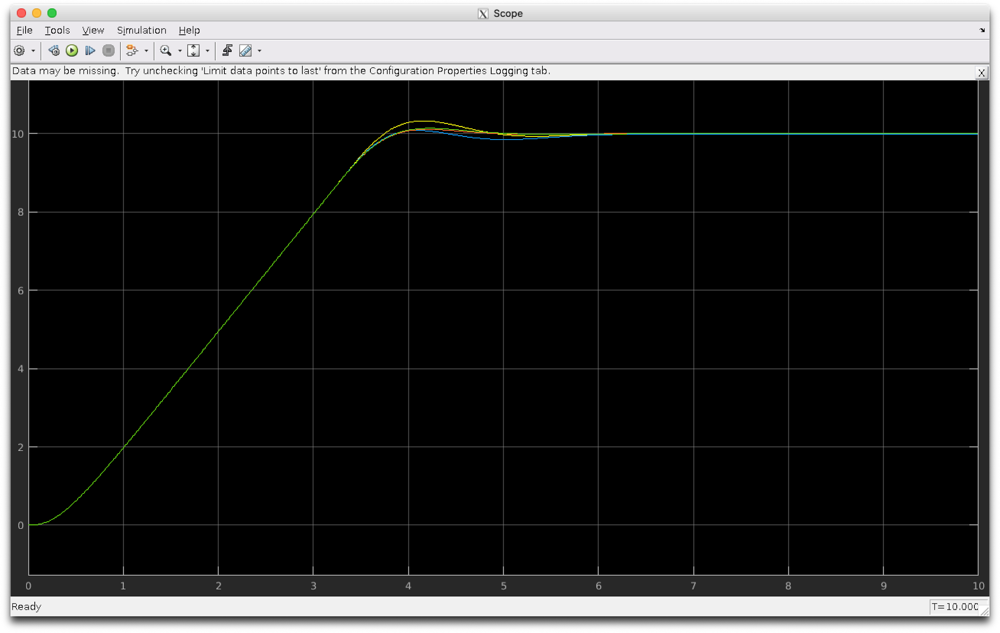 Scope
File Tools View Simulation Help
Data may be missing. Try unchecking 'Limit data points to last' from the Configuration Properties Logging tab.
X
10
8
6
4
2
0
0 1 2 3 4 5 6 7 8 9 10
Ready
T=10.000